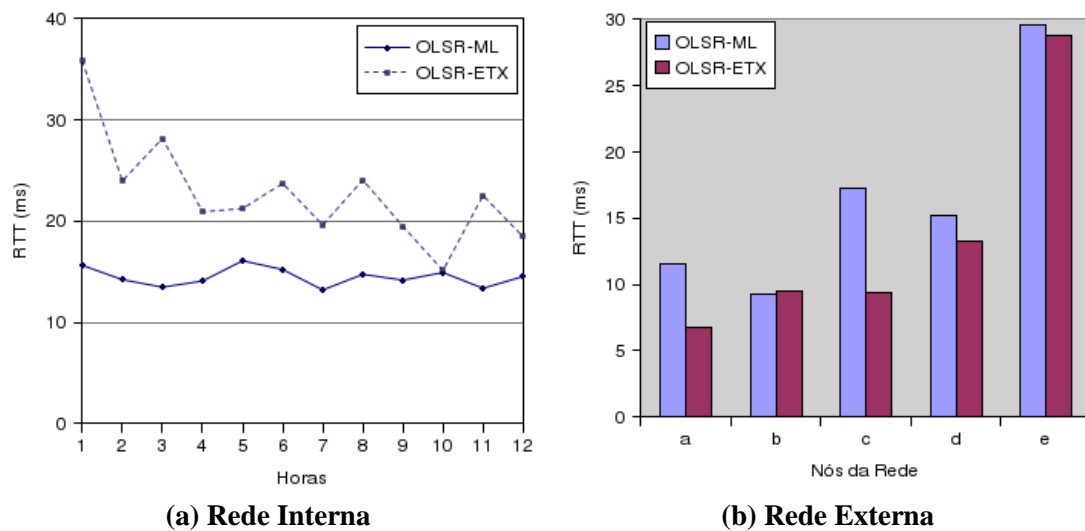 40
30
20
10
0
RTT (ms)
OLSR-ML
OLSR-ETX
1 2 3 4 5 6 7 8 9 10 11 12
Horas
(a) Rede Interna
30
25
20
15
10
5
0
RTT (ms)
OLSR-ML
OLSR-ETX
a b c d e
Nós da Rede
(b) Rede Externa